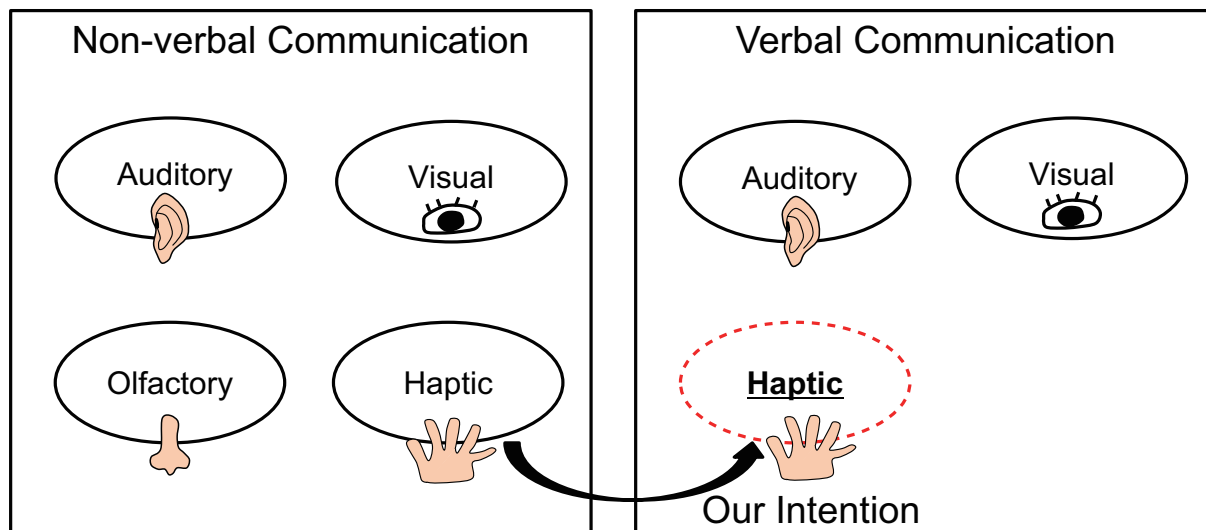 Non-verbal Communication
Auditory
Visual
Olfactory
Haptic
Verbal Communication
Auditory
Visual
Haptic
Our Intention